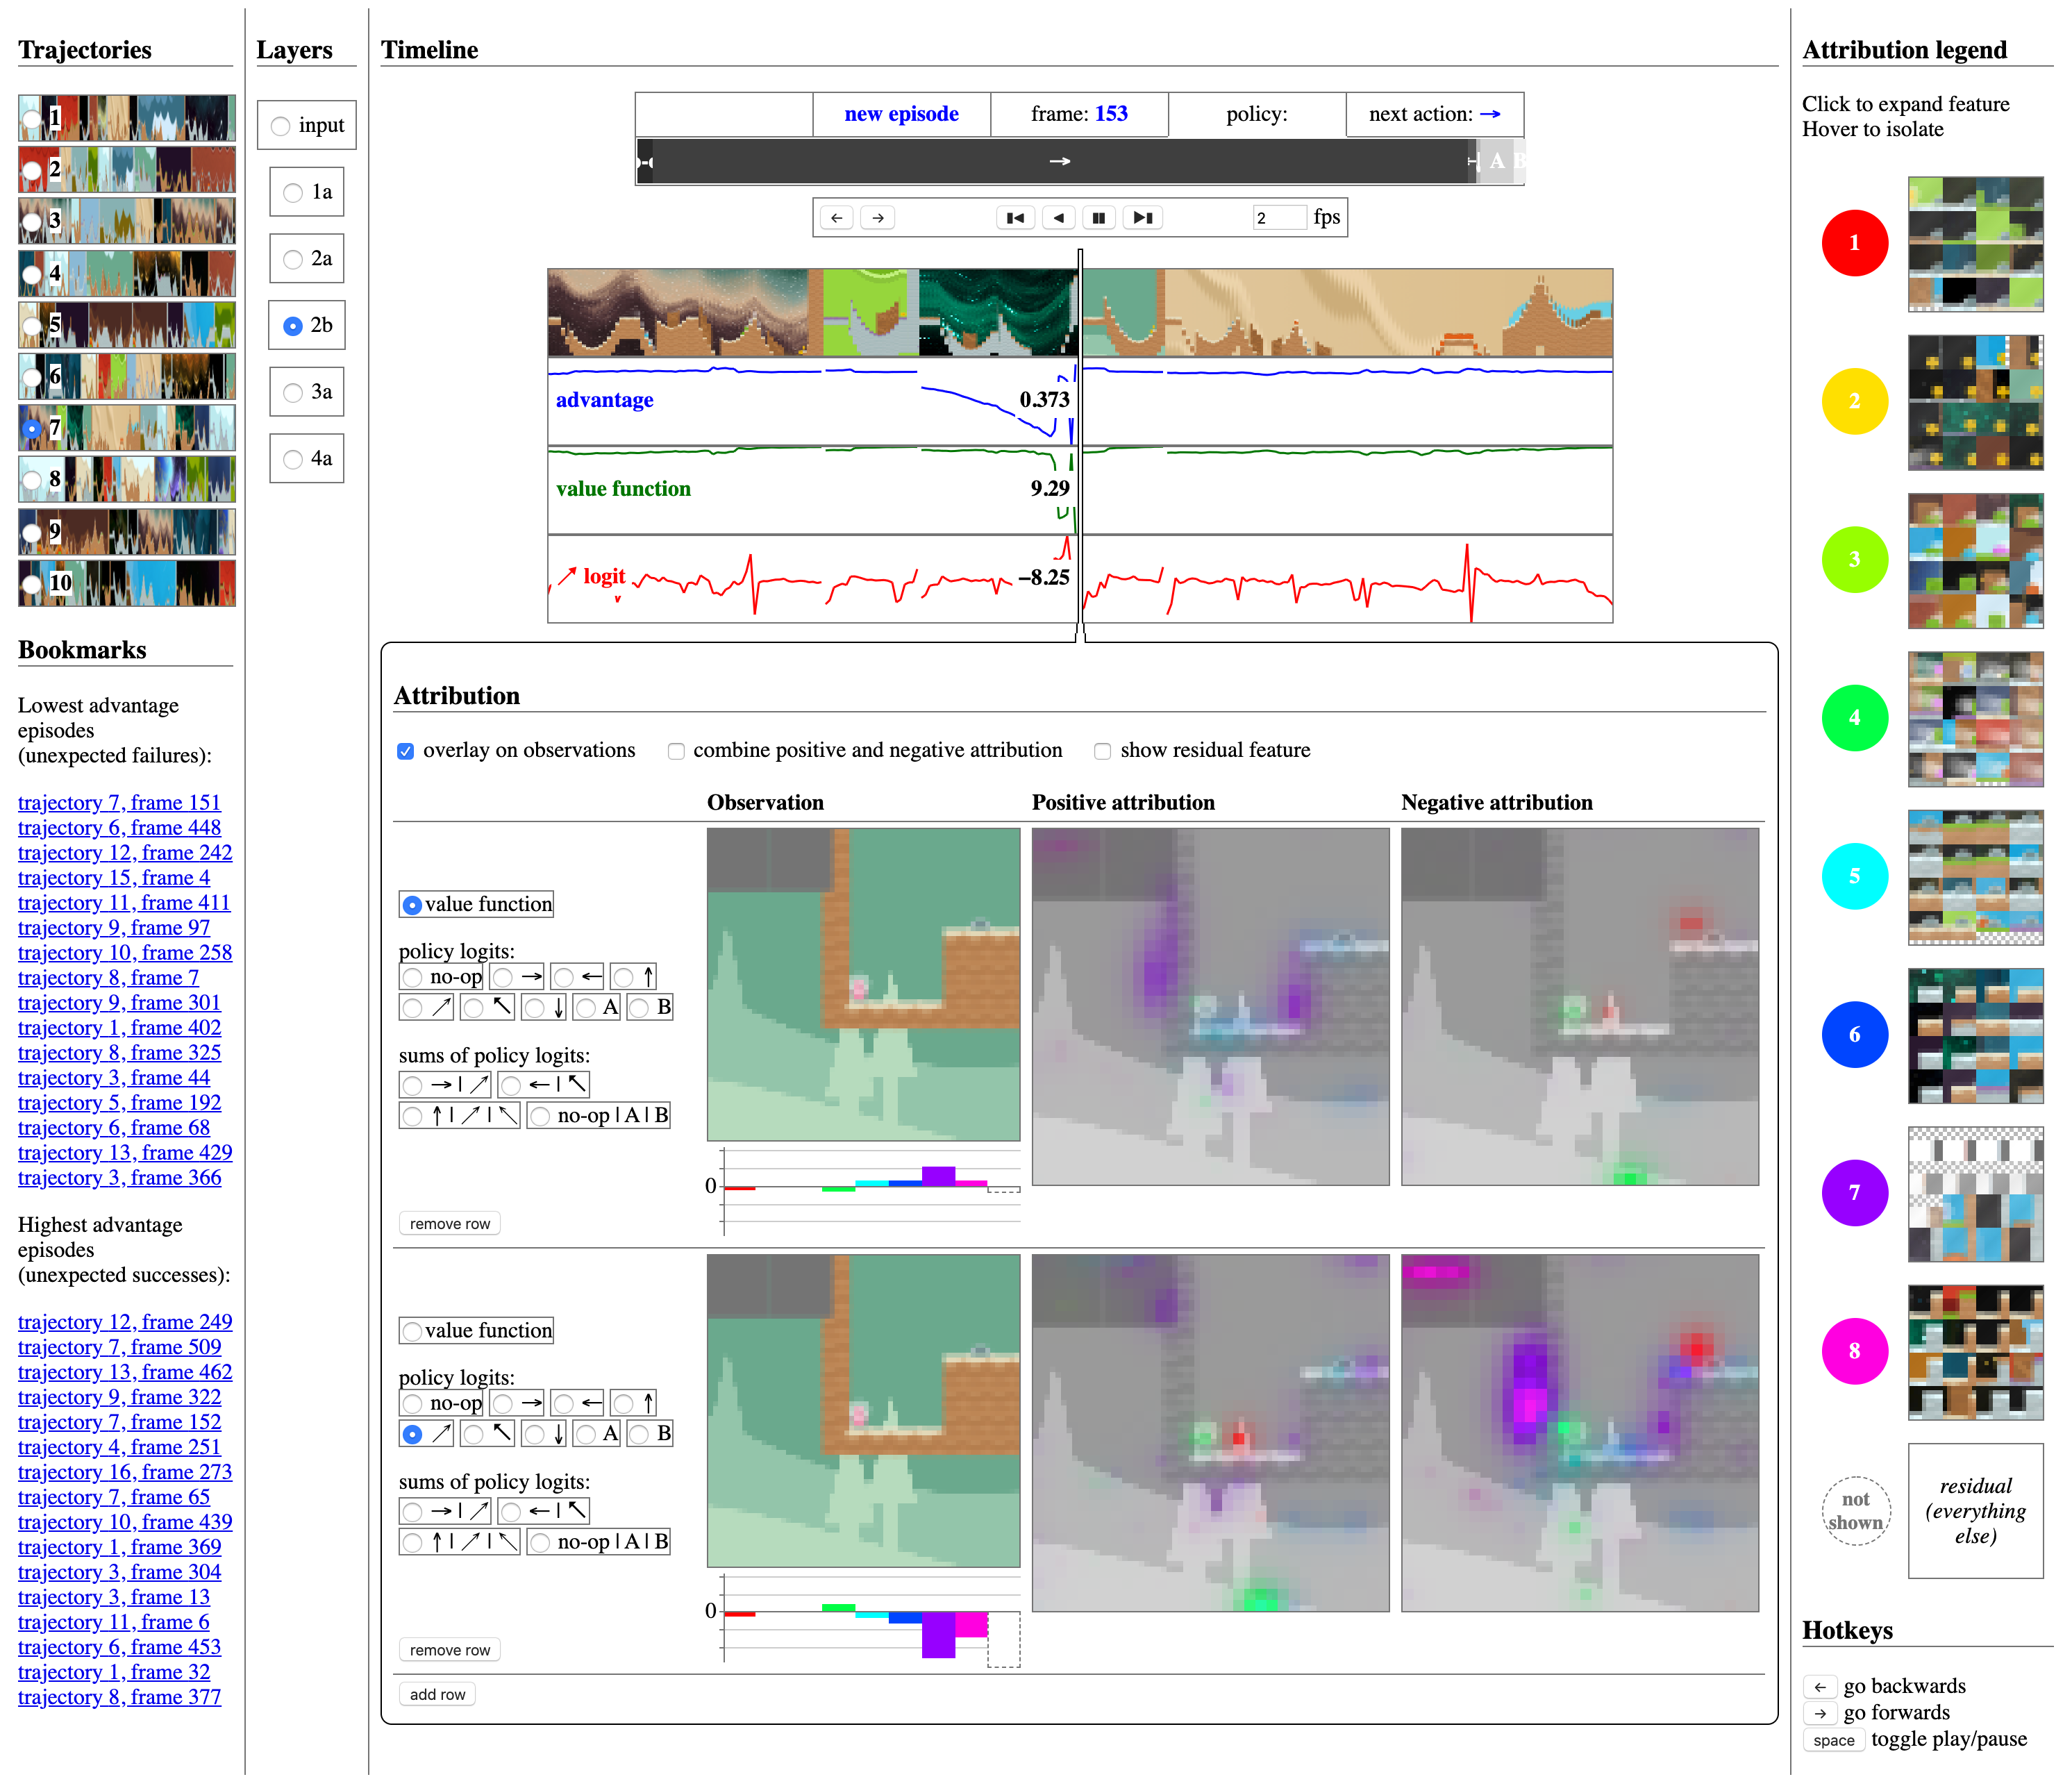 Trajectories
1
2
3
4
5
6
7
8
9
10
Bookmarks
Lowest advantage
episodes
(unexpected failures):
trajectory 7, frame 151
trajectory 6, frame 448
trajectory 12, frame 242
trajectory 15, frame 4
trajectory 11, frame 411
trajectory 9, frame 97
trajectory 10, frame 258
trajectory 8, frame 7
trajectory 9, frame 301
trajectory 1, frame 402
trajectory 8, frame 325
trajectory 3, frame 44
trajectory 5, frame 192
trajectory 6, frame 68
trajectory 13, frame 429
trajectory 3, frame 366
Highest advantage
episodes
(unexpected successes):
trajectory 12, frame 249
trajectory 7, frame 509
trajectory 13, frame 462
trajectory 9, frame 322
trajectory 7, frame 152
trajectory 4, frame 251
trajectory 16, frame 273
trajectory 7, frame 65
trajectory 10, frame 439
trajectory 1, frame 369
trajectory 3, frame 304
trajectory 3, frame 13
trajectory 11, frame 6
trajectory 6, frame 453
trajectory 1, frame 32
trajectory 8, frame 377
Layers
input
1a
2a
2b
3a
4a
Timeline
new episode frame: 153 policy: next action: →
→ A B
← →
2 fps
advantage 0.373
value function 9.29
↗ logit −8.25
Attribution
overlay on observations combine positive and negative attribution show residual feature
Observation Positive attribution Negative attribution
value function
policy logits:
no-op → ← ↑
↗ ↖ ↓ A B
sums of policy logits:
→ | ↗ ← | ↖
↑ | ↗ | ↖ no-op | A | B
0
remove row
value function
policy logits:
no-op → ← ↑
↗ ↖ ↓ A B
sums of policy logits:
→ | ↗ ← | ↖
↑ | ↗ | ↖ no-op | A | B
0
remove row
add row
Attribution legend
Click to expand feature
Hover to isolate
1
2
3
4
5
6
7
8
not
shown
residual
(everything
else)
Hotkeys
← go backwards
→ go forwards
space toggle play/pause